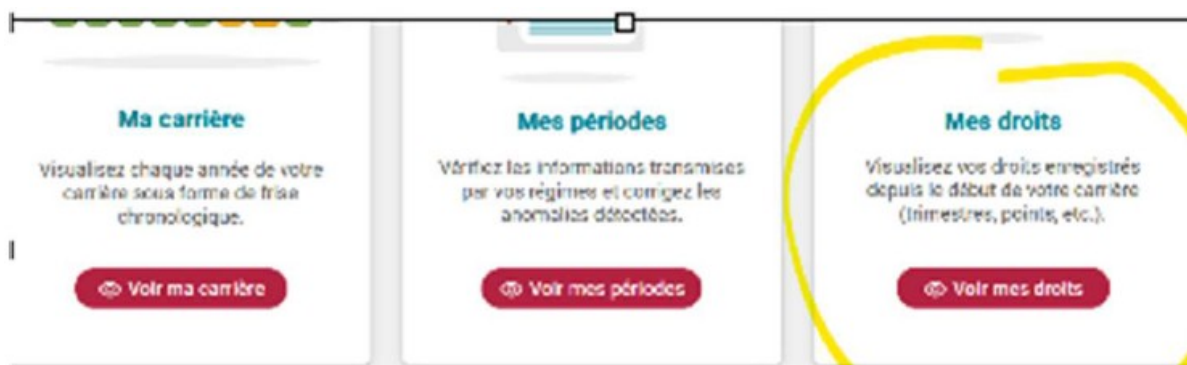 Ma carrière
Visualisez chaque année de votre
carrière sous forme de frise
chronologique.
Voir ma carrière
Mes périodes
Vérifiez les informations transmises
par vos régimes et corrigez les
anomalies détectées.
Voir mes périodes
Mes droits
Visualisez vos droits enregistrés
depuis le début de votre carrière
(trimestres, points, etc.).
Voir mes droits